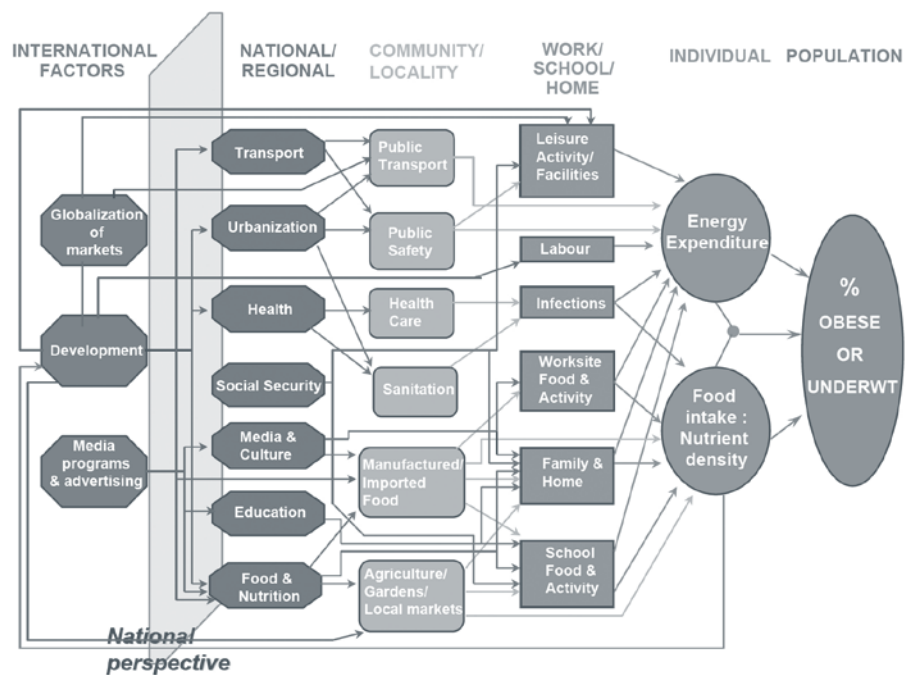 INTERNATIONAL
FACTORS
NATIONAL/
REGIONAL
COMMUNITY/
LOCALITY
WORK/
SCHOOL/
HOME
INDIVIDUAL
POPULATION
Globalization
of
markets
Development
Media
programs
& advertising
Transport
Urbanization
Health
Social Security
Media &
Culture
Education
Food &
Nutrition
National
perspective
Public
Transport
Public
Safety
Health
Care
Sanitation
Manufactured/
Imported
Food
Agriculture/
Gardens/
Local markets
Leisure
Activity/
Facilities
Labour
Infections
Worksite
Food &
Activity
Family &
Home
School
Food &
Activity
Energy
Expenditure
Food
intake :
Nutrient
density
%
OBESE
OR
UNDERWT